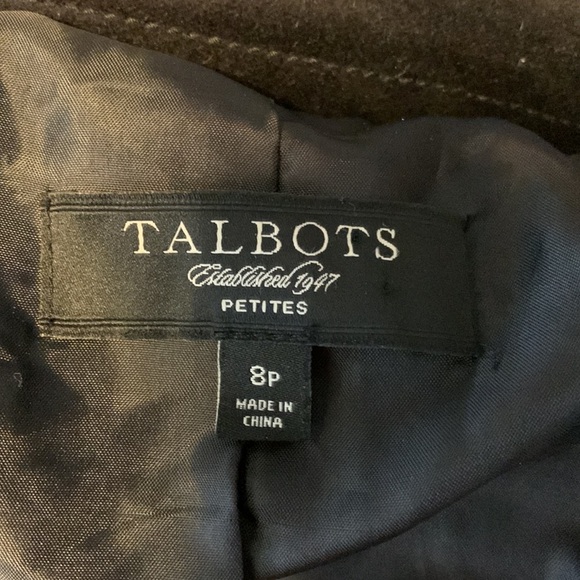 TALBOTS
Established 1947
PETITES
8P
MADE IN
CHINA